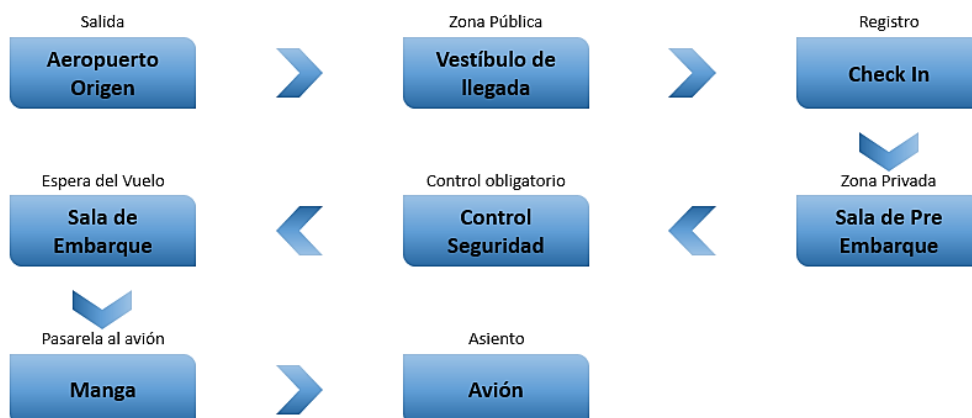 Salida
Aeropuerto
Origen
Zona Pública
Vestíbulo de
llegada
Registro
Check In
Zona Privada
Sala de Pre
Embarque
Control obligatorio
Control
Seguridad
Espera del Vuelo
Sala de
Embarque
Pasarela al avión
Manga
Asiento
Avión